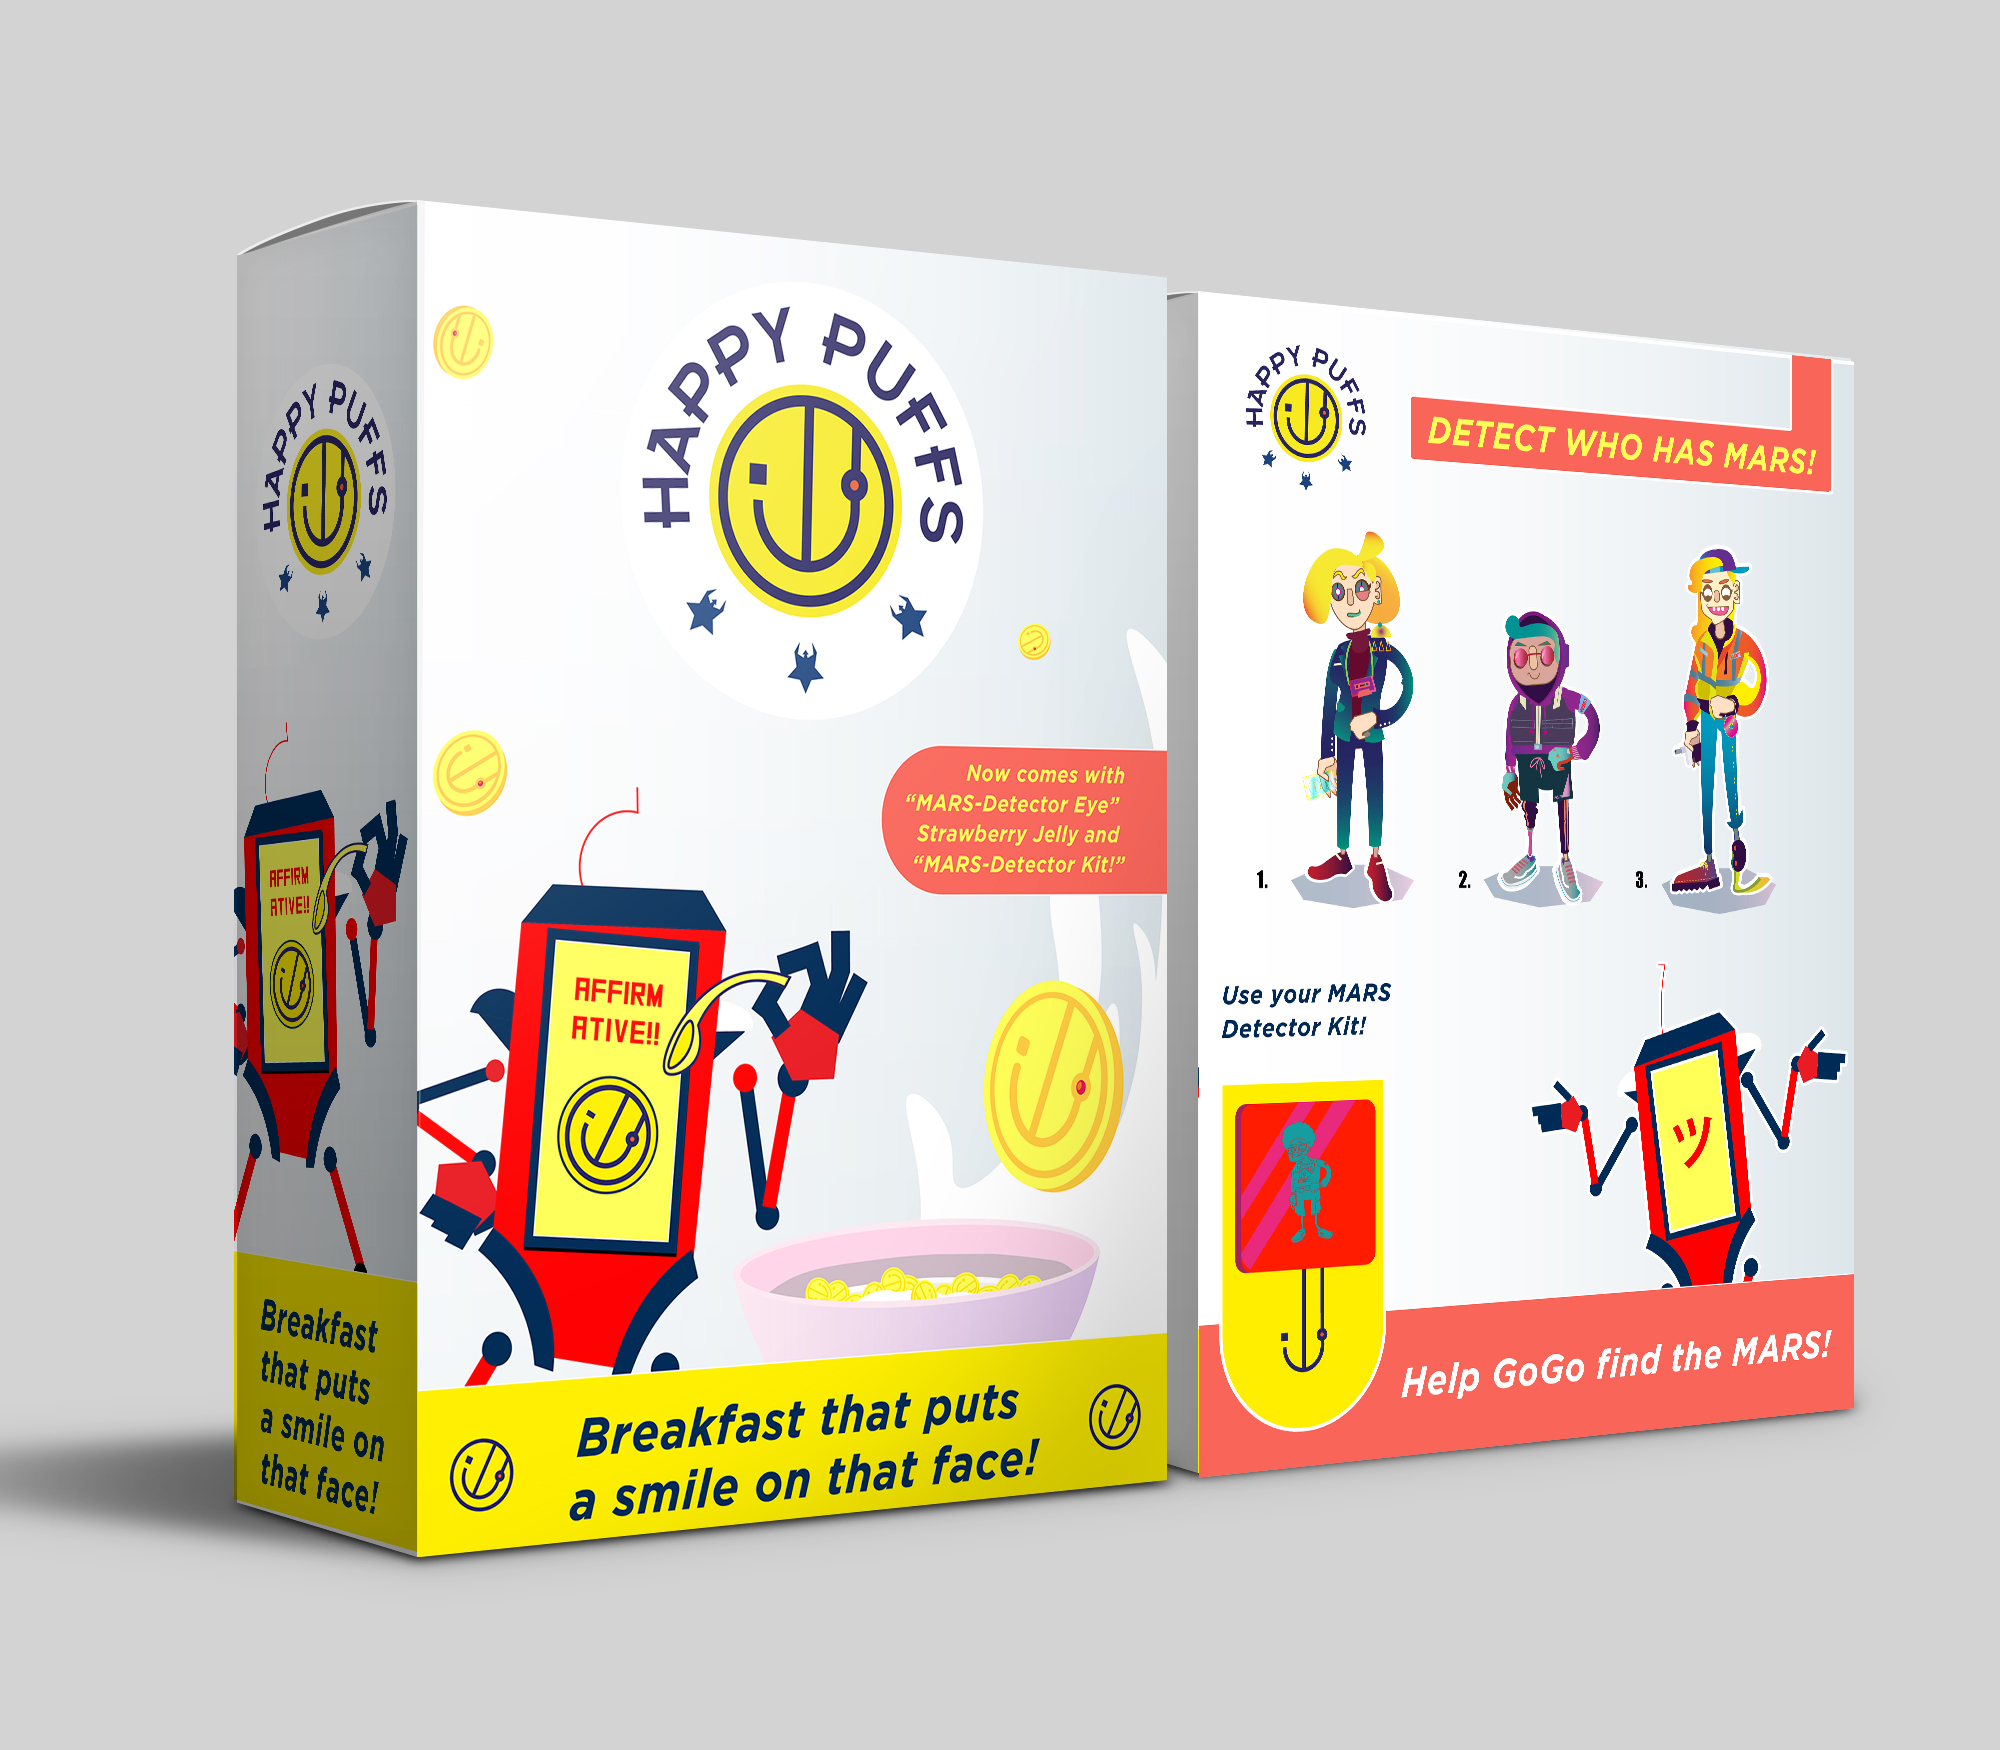 HAPPY PUFFS
AFFIRM
ATIVE!!
Breakfast
that puts
a smile on
that face!
HAPPY PUFFS
Now comes with
“MARS-Detector Eye”
Strawberry Jelly and
“MARS-Detector Kit!”
AFFIRM
ATIVE!!
Breakfast that puts
a smile on that face!
HAPPY PUFFS
DETECT WHO HAS MARS!
1.
2.
3.
Use your MARS
Detector Kit!
ツ
Help GoGo find the MARS!